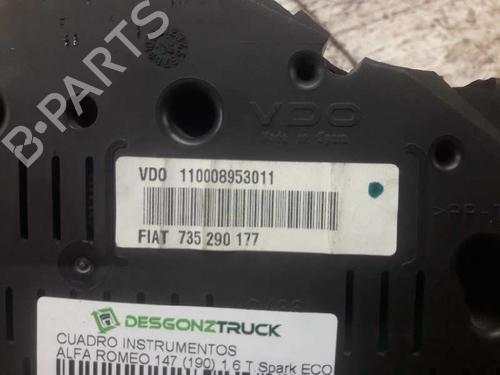 B-PARTS
VDO
Made in Spain
VDO 110008953011
FIAT 735 290 177
>PP-
DESGONZTRUCK
CUADRO INSTRUMENTOS
ALFA ROMEO 147 (190) 1.6 T.Spark ECO